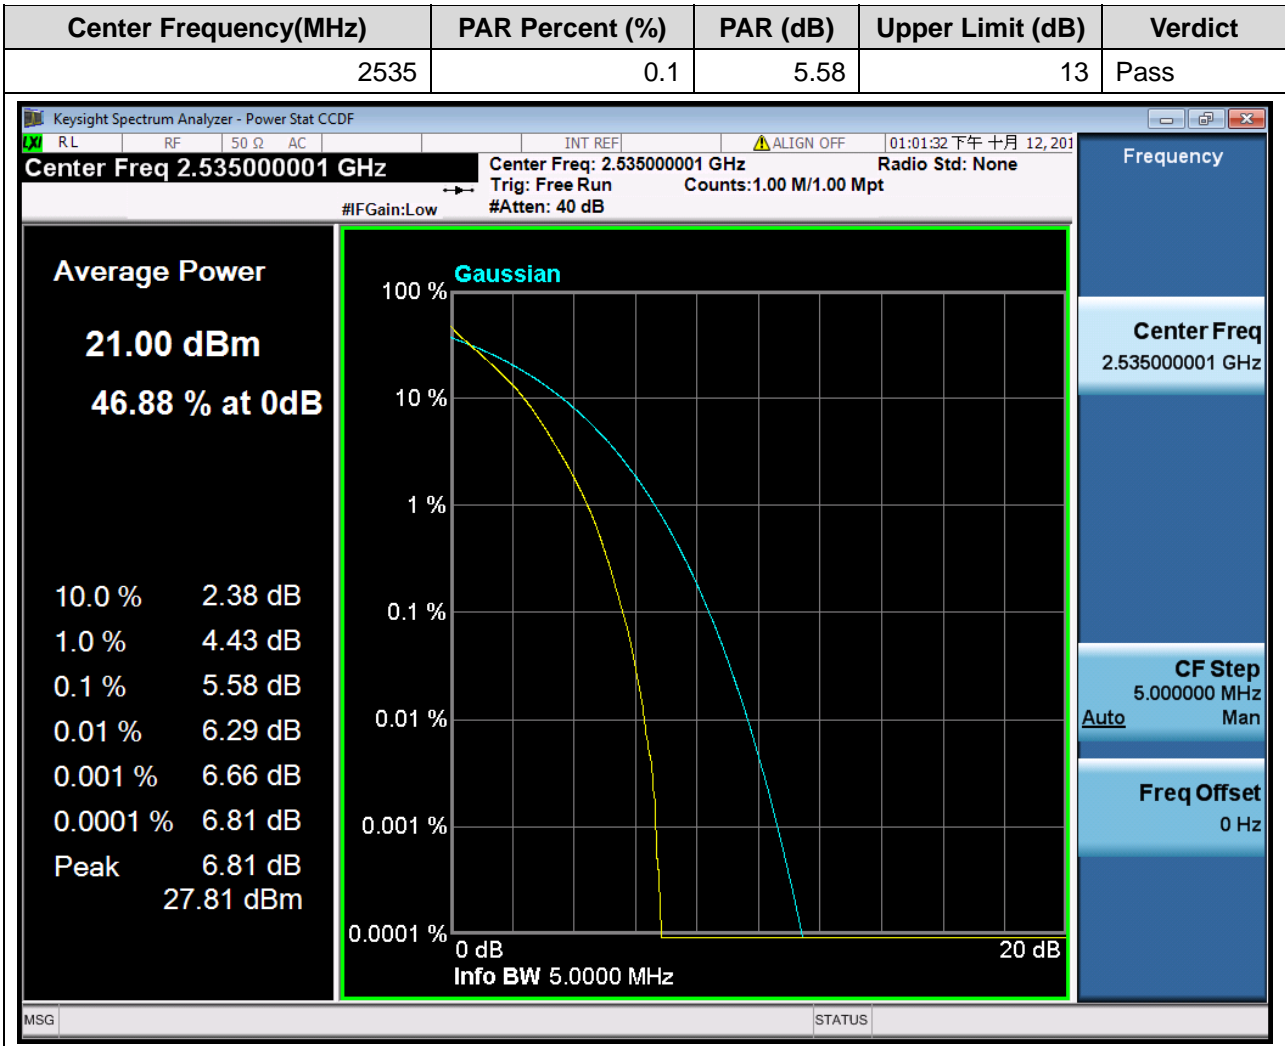 Center Frequency(MHz) PAR Percent (%) PAR (dB) Upper Limit (dB) Verdict
2535 0.1 5.58 13 Pass
Keysight Spectrum Analyzer - Power Stat CCDF
LXI RL RF 50 Ω AC INT REF ALIGN OFF 01:01:32 下午 十月 12, 201
Center Freq 2.535000001 GHz
#IFGain:Low
Center Freq: 2.535000001 GHz Radio Std: None
Trig: Free Run Counts:1.00 M/1.00 Mpt
#Atten: 40 dB
Average Power
21.00 dBm
46.88 % at 0dB
10.0 % 2.38 dB
1.0 % 4.43 dB
0.1 % 5.58 dB
0.01 % 6.29 dB
0.001 % 6.66 dB
0.0001 % 6.81 dB
Peak 6.81 dB
27.81 dBm
Gaussian
100 %
10 %
1 %
0.1 %
0.01 %
0.001 %
0.0001 %
0 dB 20 dB
Info BW 5.0000 MHz
Frequency
Center Freq
2.535000001 GHz
CF Step
5.000000 MHz
Auto Man
Freq Offset
0 Hz
MSG STATUS